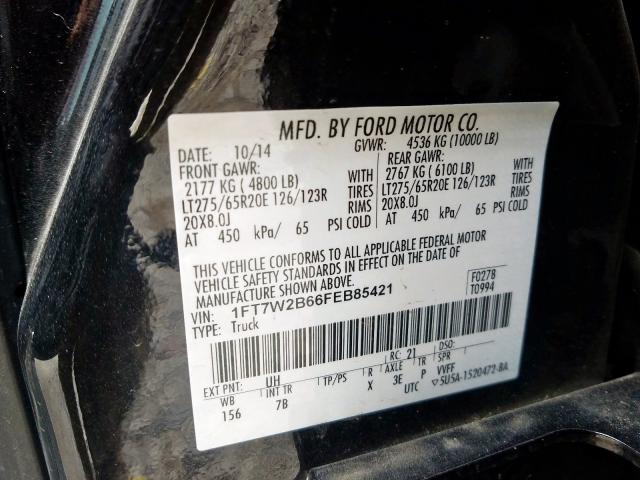 MFD. BY FORD MOTOR CO.
DATE: 10/14 GVWR: 4536 KG (10000 LB)
FRONT GAWR: REAR GAWR:
2177 KG ( 4800 LB) WITH 2767 KG ( 6100 LB) WITH
LT275/65R20E 126/123R TIRES LT275/65R20E 126/123R TIRES
20X8.0J RIMS 20X8.0J RIMS
AT 450 kPa/ 65 PSI COLD AT 450 kPa/ 65 PSI COLD
THIS VEHICLE CONFORMS TO ALL APPLICABLE FEDERAL MOTOR
VEHICLE SAFETY STANDARDS IN EFFECT ON THE DATE OF
MANUFACTURE SHOWN ABOVE.
VIN: 1FT7W2B66FEB85421 F0278
TYPE: Truck T0994
EXT PNT: UH RC: 21 DSO:
WB INT TR TP/PS R AXLE TR SPR
156 7B X 3E P VVFF
UTC ▽5U5A-1520472-BA